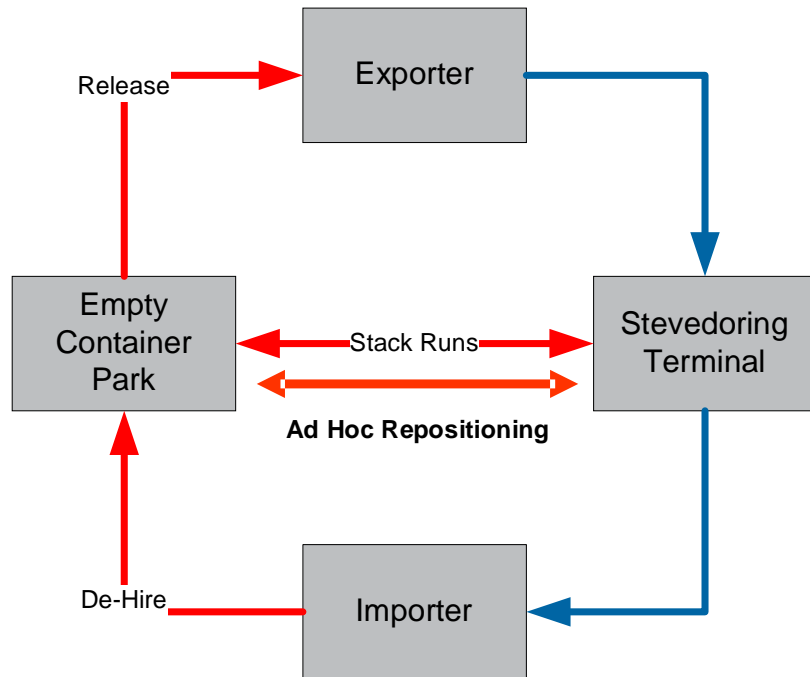 Exporter
Release
Empty
Container
Park
Stack Runs
Stevedoring
Terminal
Ad Hoc Repositioning
De-Hire
Importer